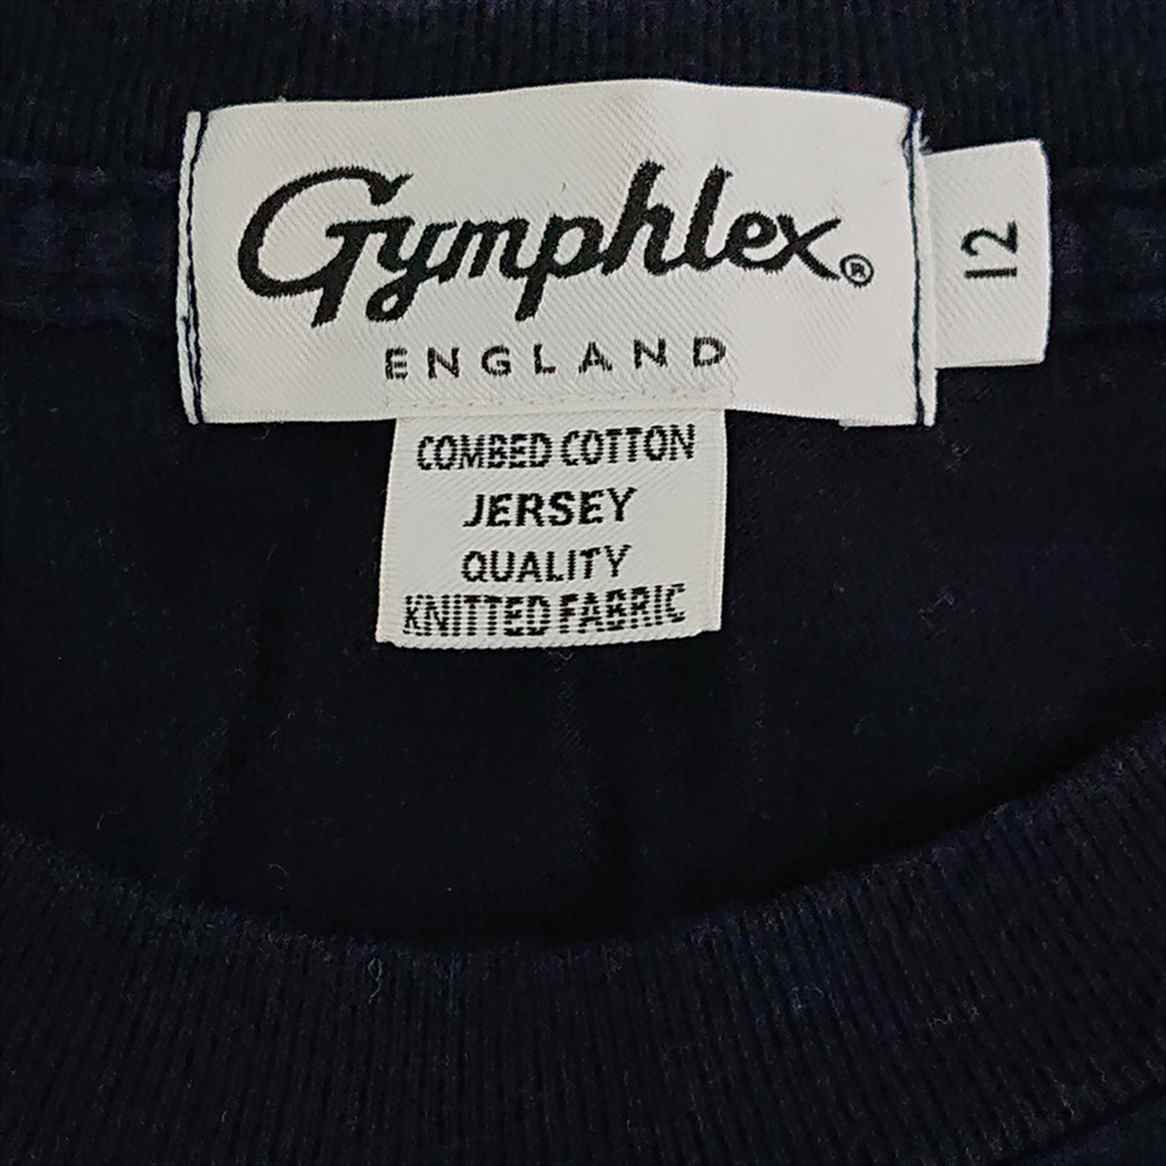 Gymphlex®
ENGLAND
12
COMBED COTTON
JERSEY
QUALITY
KNITTED FABRIC